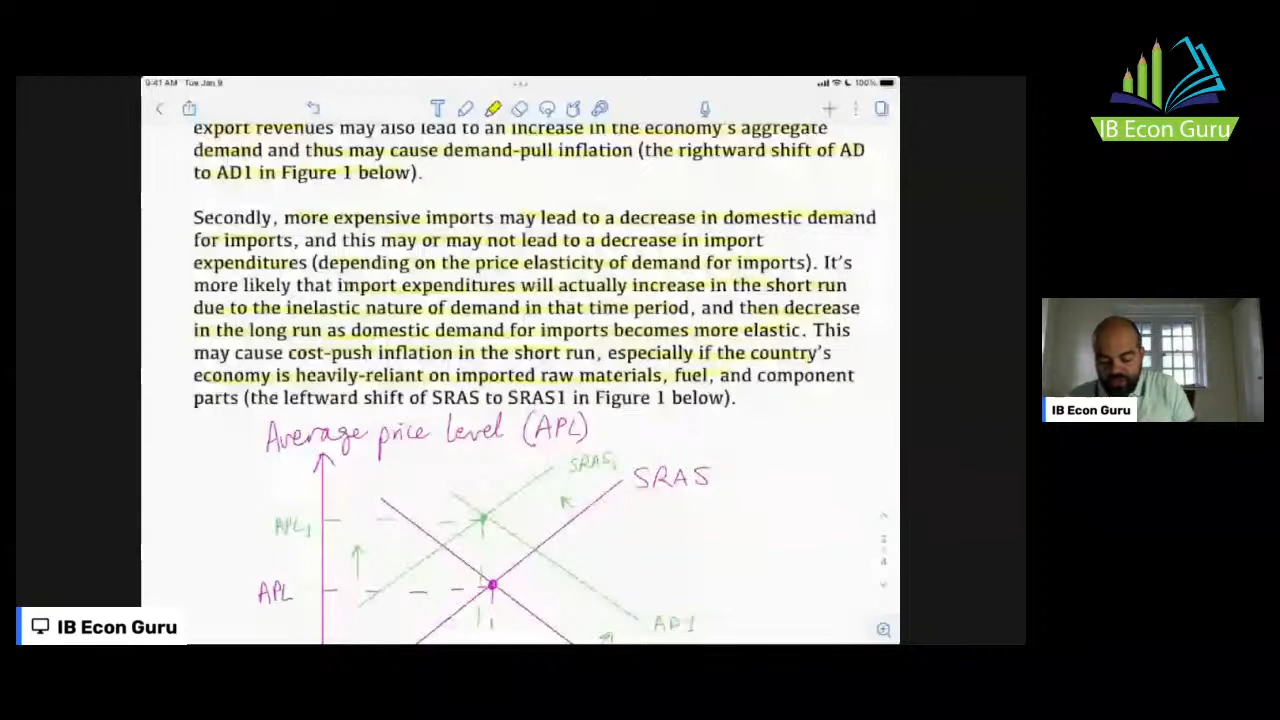 9:41 AM Tue Jan 9
100%
IB Econ Guru
export revenues may also lead to an increase in the economy's aggregate
demand and thus may cause demand-pull inflation (the rightward shift of AD
to AD1 in Figure 1 below).
Secondly, more expensive imports may lead to a decrease in domestic demand
for imports, and this may or may not lead to a decrease in import
expenditures (depending on the price elasticity of demand for imports). It's
more likely that import expenditures will actually increase in the short run
due to the inelastic nature of demand in that time period, and then decrease
in the long run as domestic demand for imports becomes more elastic. This
may cause cost-push inflation in the short run, especially if the country's
economy is heavily-reliant on imported raw materials, fuel, and component
parts (the leftward shift of SRAS to SRAS1 in Figure 1 below).
IB Econ Guru
Average price level (APL)
SRAS1
SRAS
APL1
APL
AD1
IB Econ Guru